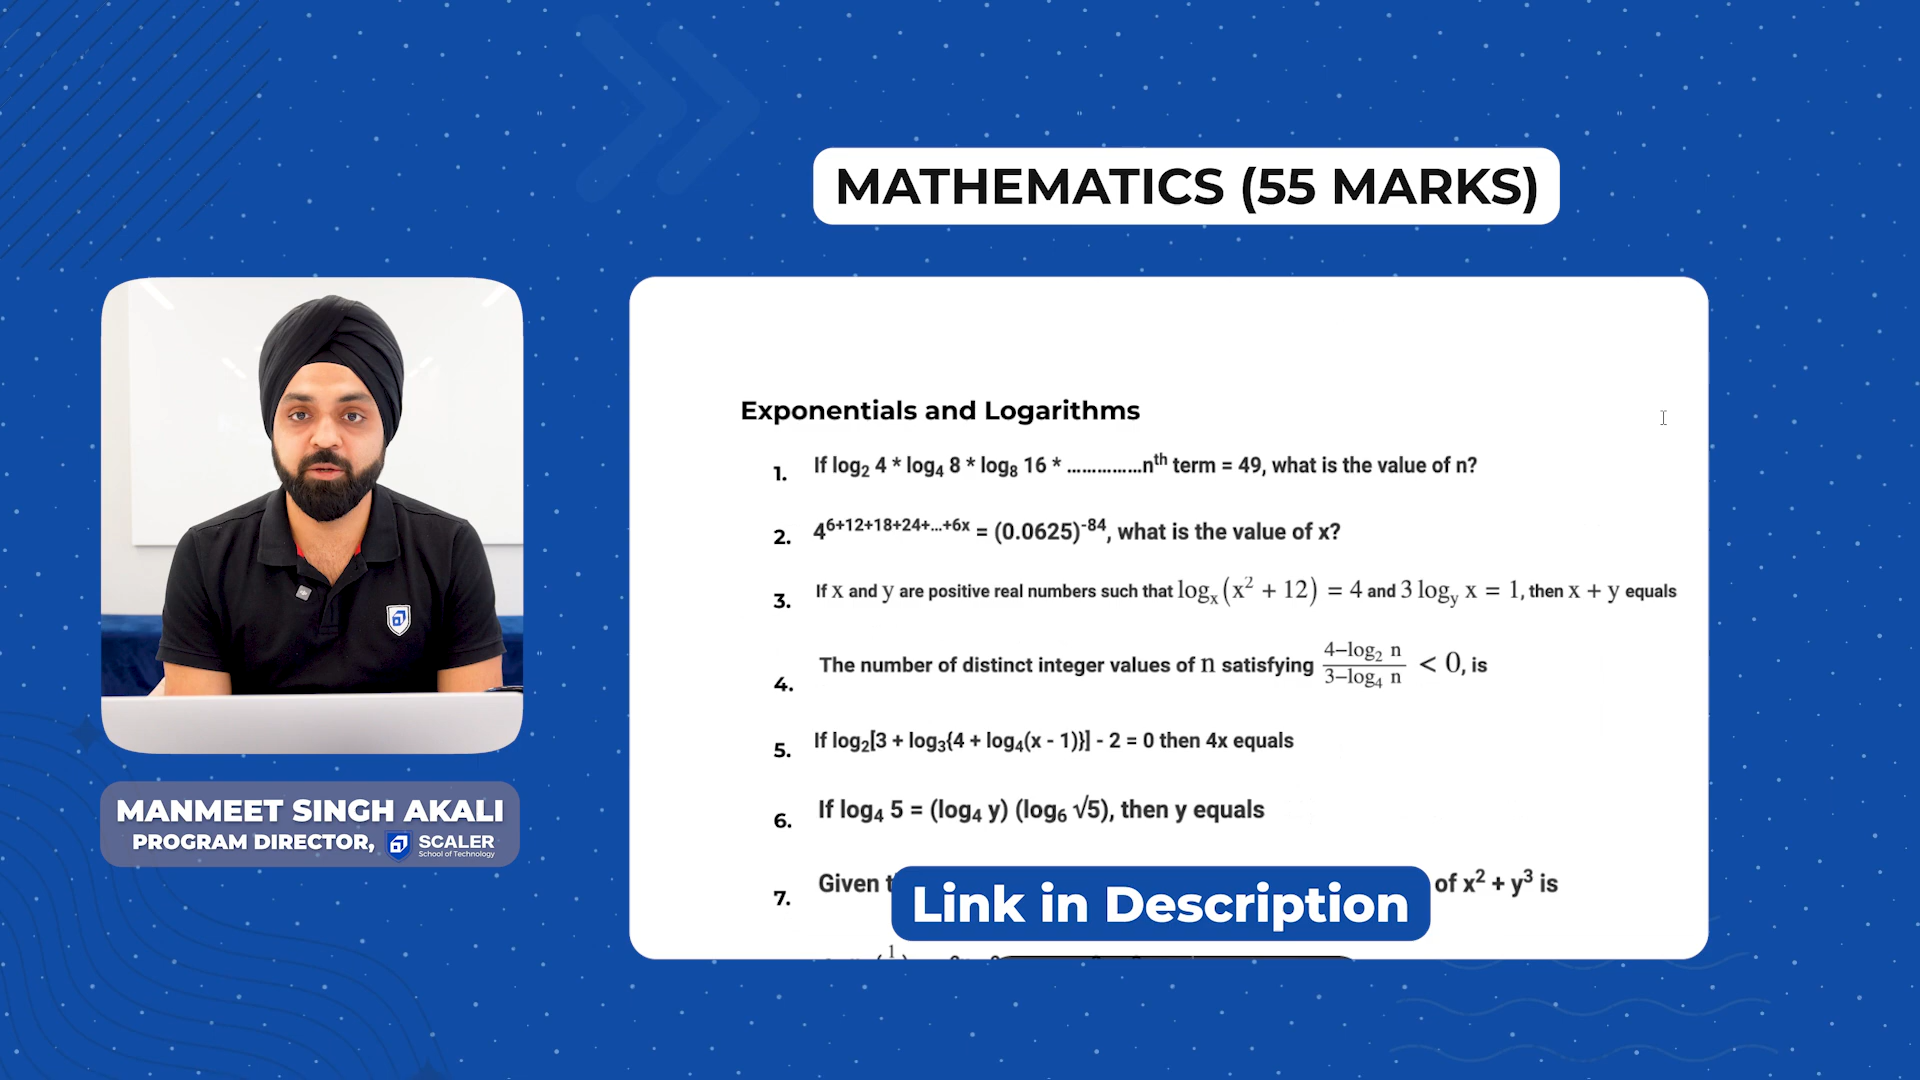 MATHEMATICS (55 MARKS)
Exponentials and Logarithms
1. If log₂ 4 * log₄ 8 * log₈ 16 * ...............nᵗʰ term = 49, what is the value of n?
2. 4^6+12+18+24+...+6x = (0.0625)^-84, what is the value of x?
3. If x and y are positive real numbers such that logₓ(x² + 12) = 4 and 3 log_y x = 1, then x + y equals
4. The number of distinct integer values of n satisfying (4−log₂ n)/(3−log₄ n) < 0, is
5. If log₂[3 + log₃{4 + log₄(x - 1)}] - 2 = 0 then 4x equals
6. If log₄ 5 = (log₄ y) (log₆ √5), then y equals
7. Given of x² + y³ is
Link in Description
MANMEET SINGH AKALI
PROGRAM DIRECTOR, SCALER
School of Technology